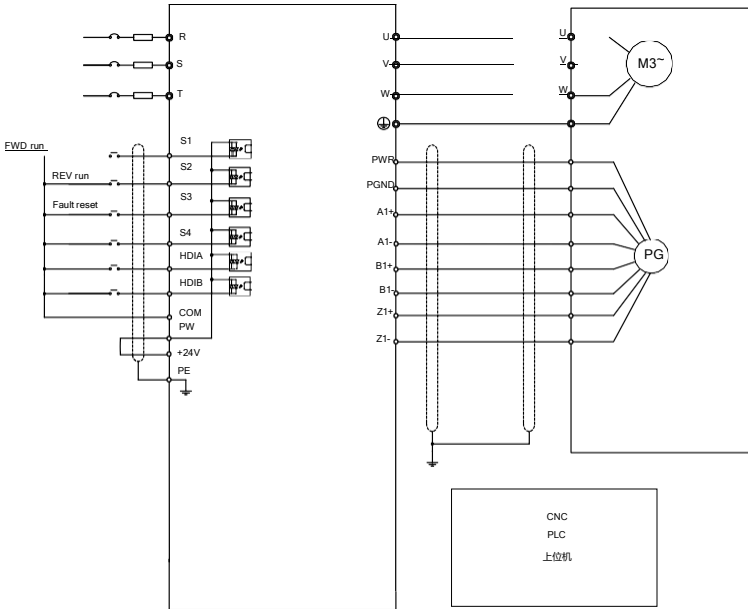 R
S
T
U
V
W
U
V
W
M3~
FWD run
REV run
Fault reset
S1
S2
S3
S4
HDIA
HDIB
COM
PW
+24V
PE
PWR
PGND
A1+
A1-
B1+
B1-
Z1+
Z1-
PG
CNC
PLC
上位机